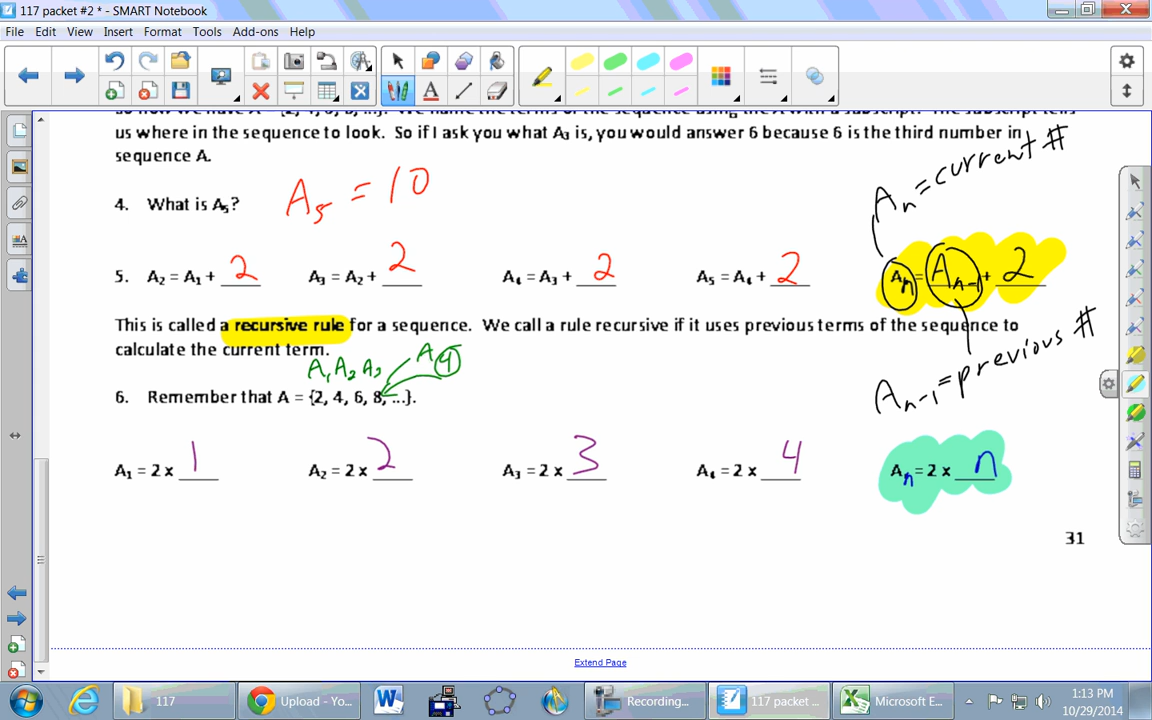 117 packet #2 * - SMART Notebook
File Edit View Insert Format Tools Add-ons Help
us where in the sequence to look. So if I ask you what A₃ is, you would answer 6 because 6 is the third number in
sequence A.
Aₙ = current #
4. What is A₅? A₅ = 10
5. A₂ = A₁ + 2 A₃ = A₂ + 2 A₄ = A₃ + 2 A₅ = A₄ + 2 Aₙ = Aₙ₋₁ + 2
This is called a recursive rule for a sequence. We call a rule recursive if it uses previous terms of the sequence to
calculate the current term.
Aₙ₋₁ = previous #
A₁ A₂ A₃ A₄
6. Remember that A = {2, 4, 6, 8, ...}.
A₁ = 2 x 1 A₂ = 2 x 2 A₃ = 2 x 3 A₄ = 2 x 4 Aₙ = 2 x n
31
Extend Page
117 Upload - Yo... Recording... 117 packet ... Microsoft E...
1:13 PM
10/29/2014